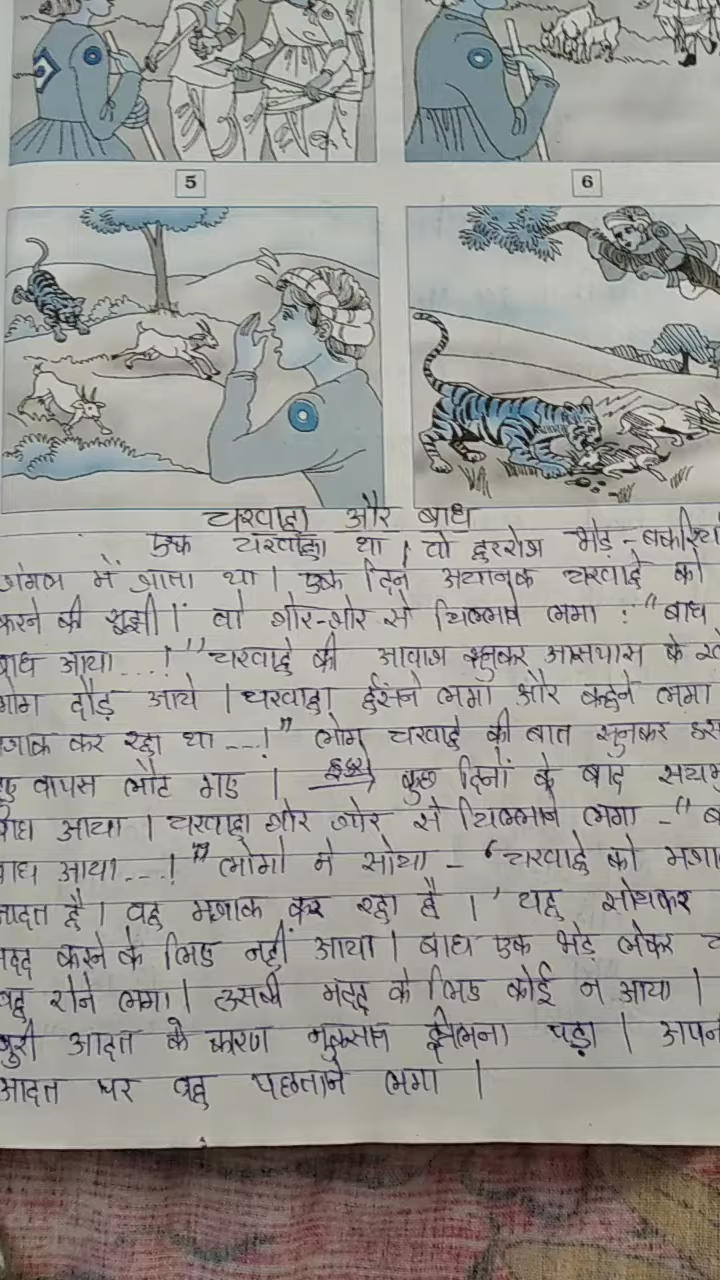 5
6
चरवाहा और बाघ
एक चरवाहा था। वो हररोज भेड़-बकरियाँ
जंगल में जाता था। एक दिन अचानक चरवाहे को
करने की सूझी। वो जोर-जोर से चिल्लाने लगा : "बाघ
बाघ आया....!" चरवाहे की आवाज सुनकर आसपास के
लोग दौड़ आये। चरवाहा हँसने लगा और कहने लगा
मजाक कर रहा था ---!" लोग चरवाहे की बात सुनकर
वापस लौट गए। कुछ दिनों के बाद सचमु
बाघ आया। चरवाहा जोर जोर से चिल्लाने लगा - "ब
बाघ आया---!" लोगो ने सोचा - 'चरवाहे को मजा
आदत है। वह मजाक कर रहा है।' यह सोचकर
मदद करने के लिए नहीं आया। बाघ एक भेड़ लेकर च
वह रोने लगा। उसकी मदद के लिए कोई न आया।
बुरी आदत के कारण नुकसान झेलना पड़ा। अपन
आदत पर वह पछताने लगा।